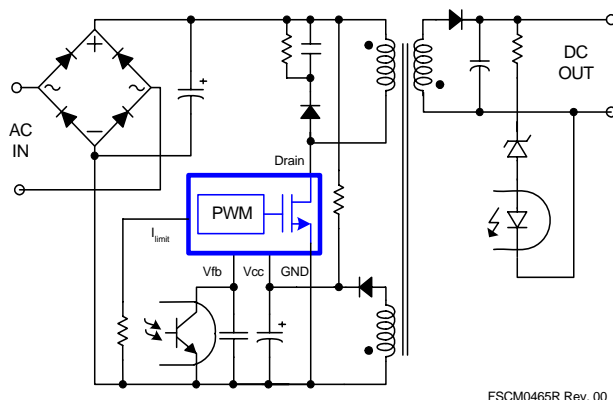 +
~
~
−
+
AC
IN
DC
OUT
Drain
PWM
Ilimit
Vfb
Vcc
GND
+
FSCM0465R Rev. 00